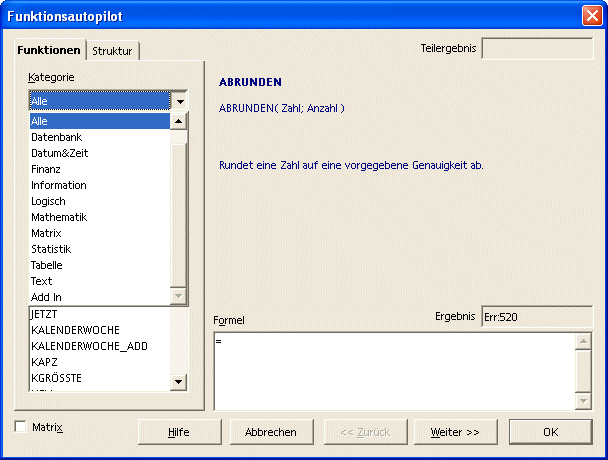 Funktionsautopilot
Funktionen
Struktur
Teilergebnis
Kategorie
Alle
Alle
Datenbank
Datum&Zeit
Finanz
Information
Logisch
Mathematik
Matrix
Statistik
Tabelle
Text
Add In
JETZT
KALENDERWOCHE
KALENDERWOCHE_ADD
KAPZ
KGRÖSSTE
ABRUNDEN
ABRUNDEN( Zahl; Anzahl )
Rundet eine Zahl auf eine vorgegebene Genauigkeit ab.
Formel
Ergebnis
Err:520
=
Matrix
Hilfe
Abbrechen
<< Zurück
Weiter >>
OK